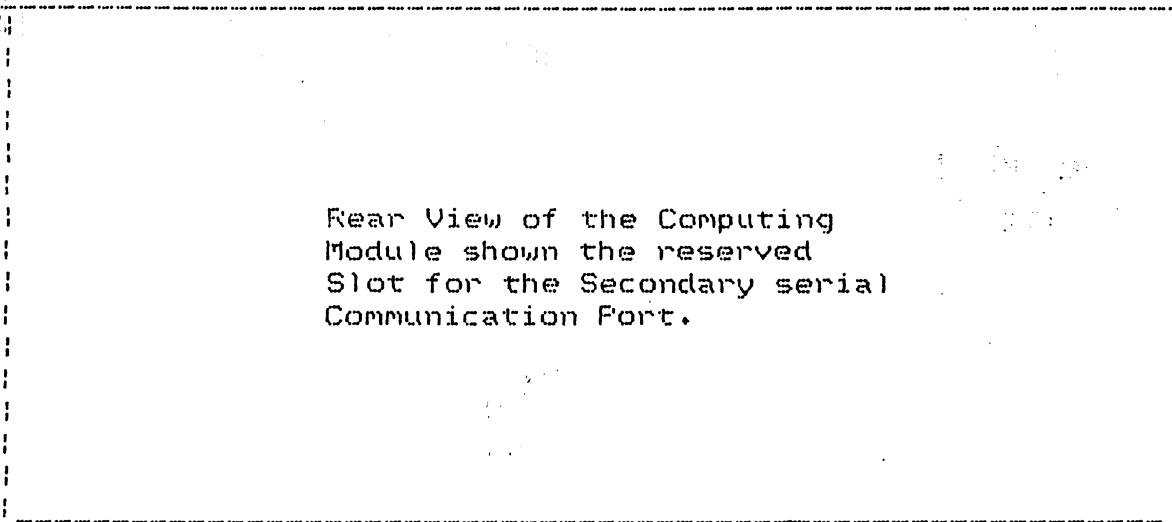 Rear View of the Computing
Module shown the reserved
Slot for the Secondary serial
Communication Port.